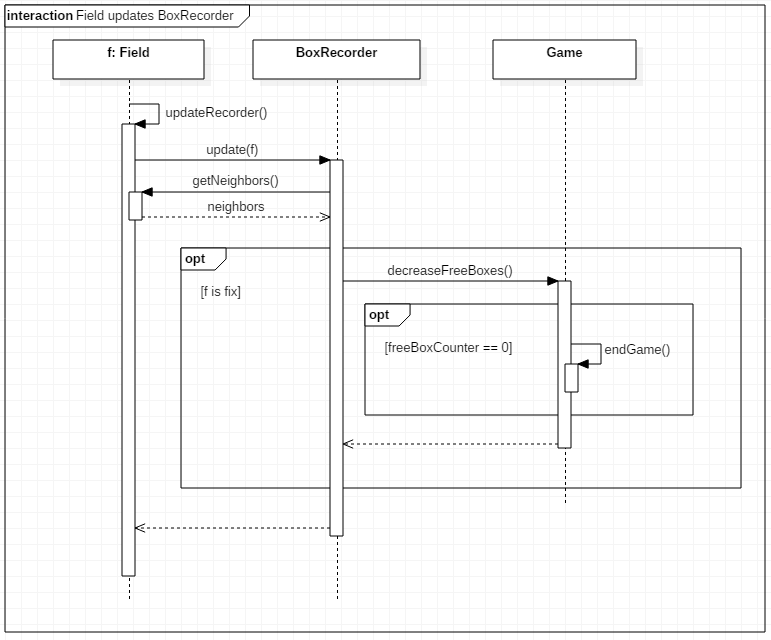 interaction Field updates BoxRecorder
f: Field
BoxRecorder
Game
updateRecorder()
update(f)
getNeighbors()
neighbors
opt
decreaseFreeBoxes()
[f is fix]
opt
[freeBoxCounter == 0]
endGame()